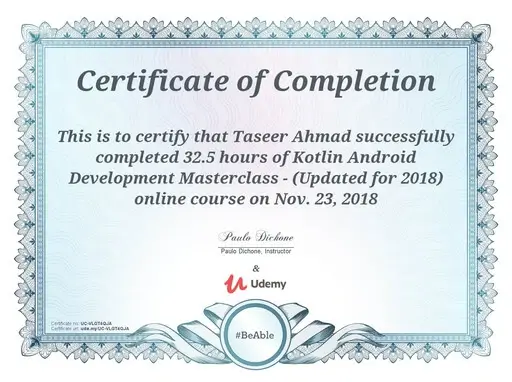 Certificate of Completion
This is to certify that Taseer Ahmad successfully
completed 32.5 hours of Kotlin Android
Development Masterclass - (Updated for 2018)
online course on Nov. 23, 2018
Paulo Dichone
Paulo Dichone, Instructor
&
Udemy
Certificate no: UC-VLGT4GJA
Certificate url: ude.my/UC-VLGT4GJA
#BeAble